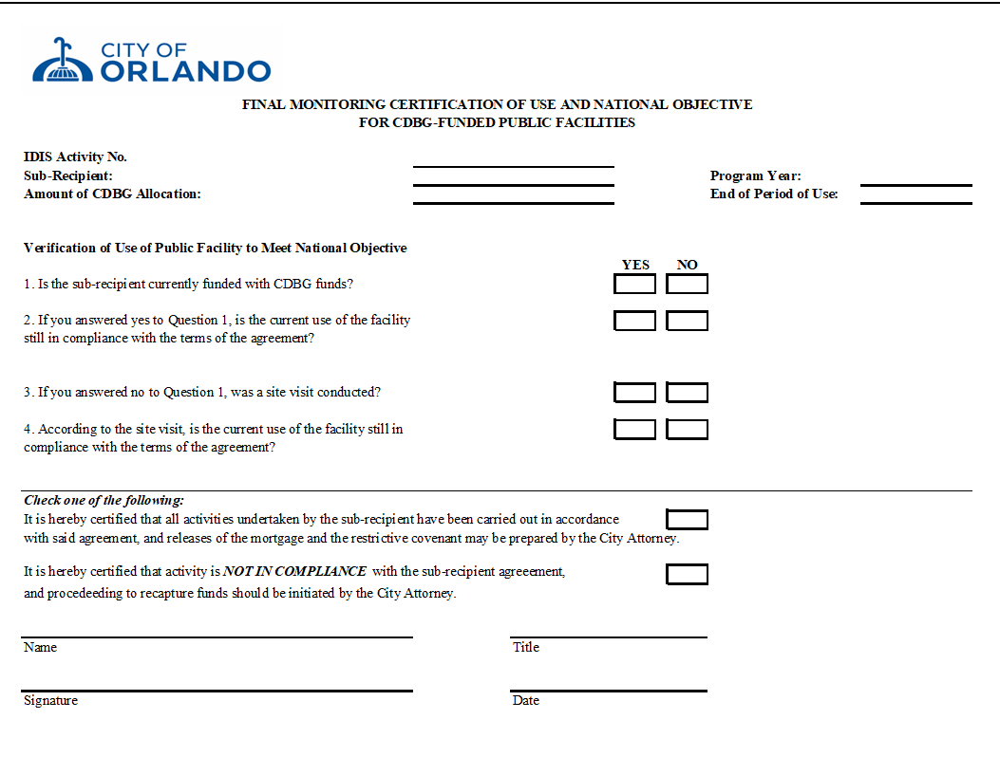 CITY OF
ORLANDO
FINAL MONITORING CERTIFICATION OF USE AND NATIONAL OBJECTIVE
FOR CDBG-FUNDED PUBLIC FACILITIES
IDIS Activity No.
Sub-Recipient: Program Year:
Amount of CDBG Allocation: End of Period of Use:
Verification of Use of Public Facility to Meet National Objective
YES NO
1. Is the sub-recipient currently funded with CDBG funds?
2. If you answered yes to Question 1, is the current use of the facility
still in compliance with the terms of the agreement?
3. If you answered no to Question 1, was a site visit conducted?
4. According to the site visit, is the current use of the facility still in
compliance with the terms of the agreement?
Check one of the following:
It is hereby certified that all activities undertaken by the sub-recipient have been carried out in accordance
with said agreement, and releases of the mortgage and the restrictive covenant may be prepared by the City Attorney.
It is hereby certified that activity is NOT IN COMPLIANCE with the sub-recipient agreeement,
and procedeeding to recapture funds should be initiated by the City Attorney.
Name Title
Signature Date